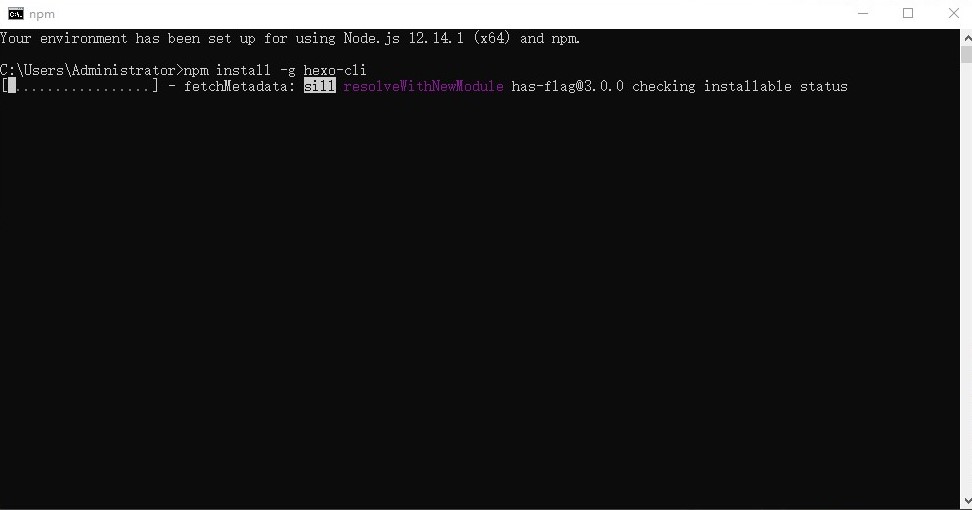 npm
Your environment has been set up for using Node.js 12.14.1 (x64) and npm.
C:\Users\Administrator>npm install -g hexo-cli
[█.................] - fetchMetadata: sill resolveWithNewModule has-flag@3.0.0 checking installable status